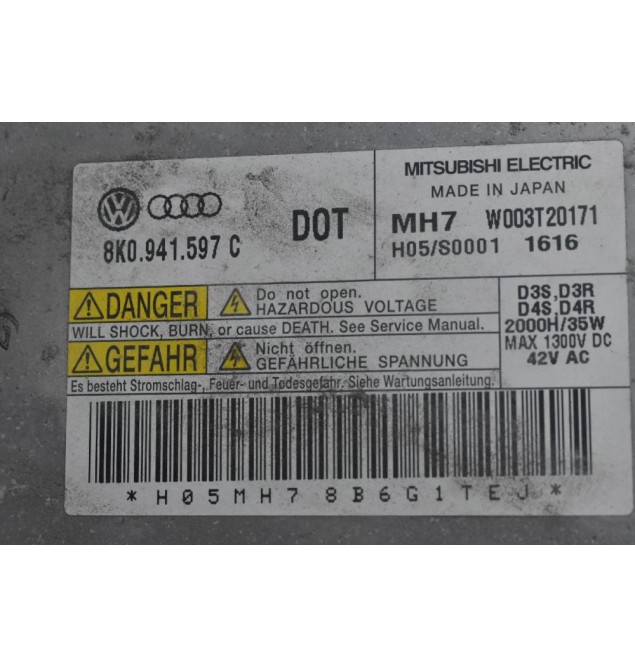 MITSUBISHI ELECTRIC
MADE IN JAPAN
MH7 W003T20171
H05/S0001 1616
8K0.941.597 C
DOT
DANGER
Do not open.
HAZARDOUS VOLTAGE
WILL SHOCK, BURN, or cause DEATH. See Service Manual.
GEFAHR
Nicht öffnen.
GEFÄHRLICHE SPANNUNG
Es besteht Stromschlag-, Feuer- und Todesgefahr. Siehe Wartungsanleitung.
D3S,D3R
D4S,D4R
2000H/35W
MAX 1300V DC
42V AC
*H05MH78B6G1TEJ*